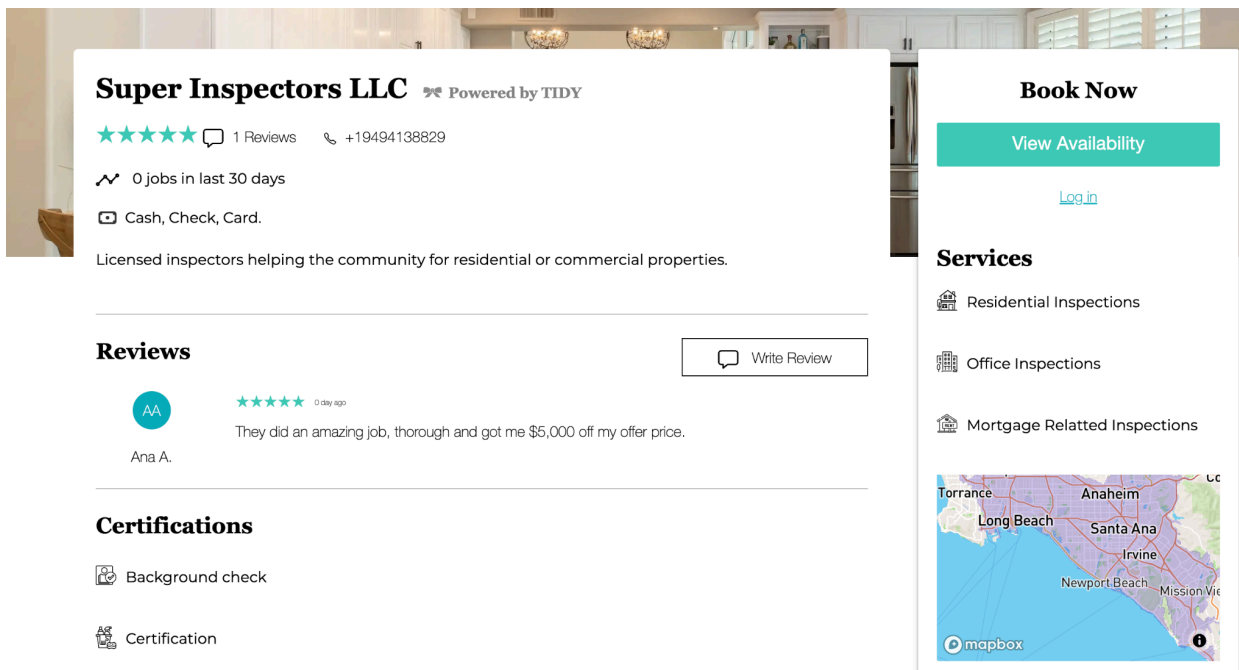 Super Inspectors LLC Powered by TIDY
1 Reviews +19494138829
0 jobs in last 30 days
Cash, Check, Card.
Licensed inspectors helping the community for residential or commercial properties.
Reviews
Write Review
AA
0 day ago
They did an amazing job, thorough and got me $5,000 off my offer price.
Ana A.
Certifications
Background check
Certification
Book Now
View Availability
Log in
Services
Residential Inspections
Office Inspections
Mortgage Relatted Inspections
Torrance
Anaheim
Co
Long Beach
Santa Ana
Irvine
Newport Beach
Mission Vie
mapbox